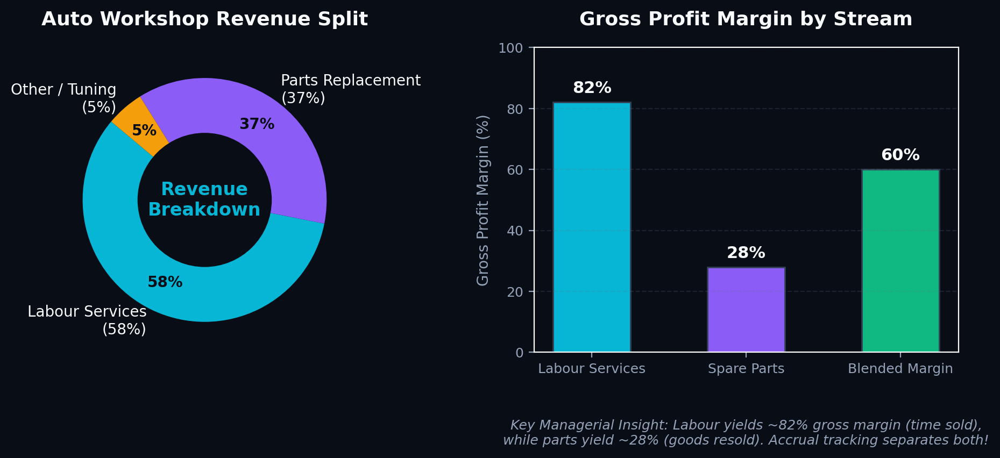 Auto Workshop Revenue Split
Other / Tuning
(5%)
Parts Replacement
(37%)
5%
37%
Revenue
Breakdown
58%
Labour Services
(58%)
Gross Profit Margin by Stream
Gross Profit Margin (%)
100
80
60
40
20
0
82%
28%
60%
Labour Services
Spare Parts
Blended Margin
Key Managerial Insight: Labour yields ~82% gross margin (time sold),
while parts yield ~28% (goods resold). Accrual tracking separates both!